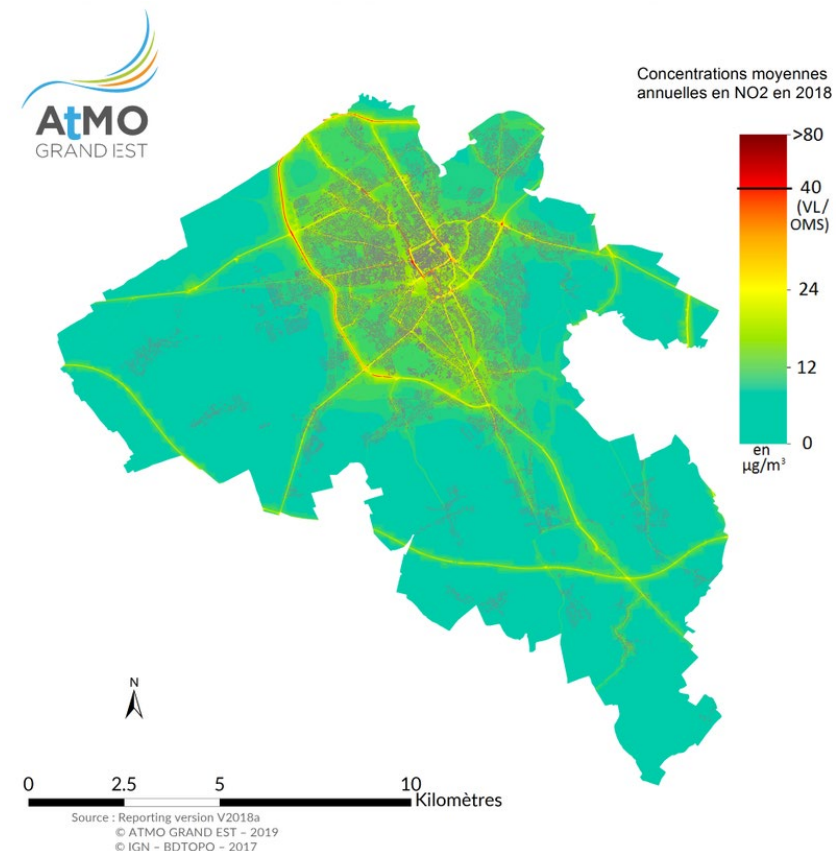 AtMO
GRAND EST
Concentrations moyennes
annuelles en NO2 en 2018
>80
40
(VL/
OMS)
24
12
0
en
µg/m³
N
0 2.5 5 10
Kilomètres
Source : Reporting version V2018a
© ATMO GRAND EST – 2019
© IGN – BDTOPO – 2017